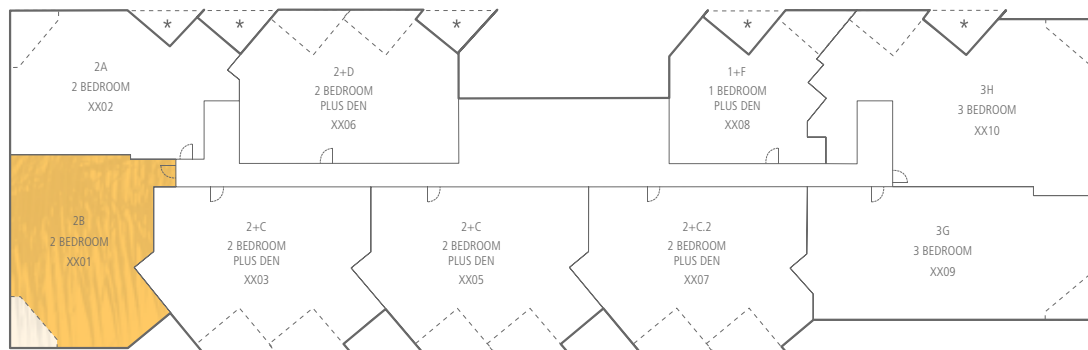 *
*
*
*
*
2A
2 BEDROOM
XX02
2+D
2 BEDROOM
PLUS DEN
XX06
1+F
1 BEDROOM
PLUS DEN
XX08
3H
3 BEDROOM
XX10
2B
2 BEDROOM
XX01
2+C
2 BEDROOM
PLUS DEN
XX03
2+C
2 BEDROOM
PLUS DEN
XX05
2+C.2
2 BEDROOM
PLUS DEN
XX07
3G
3 BEDROOM
XX09